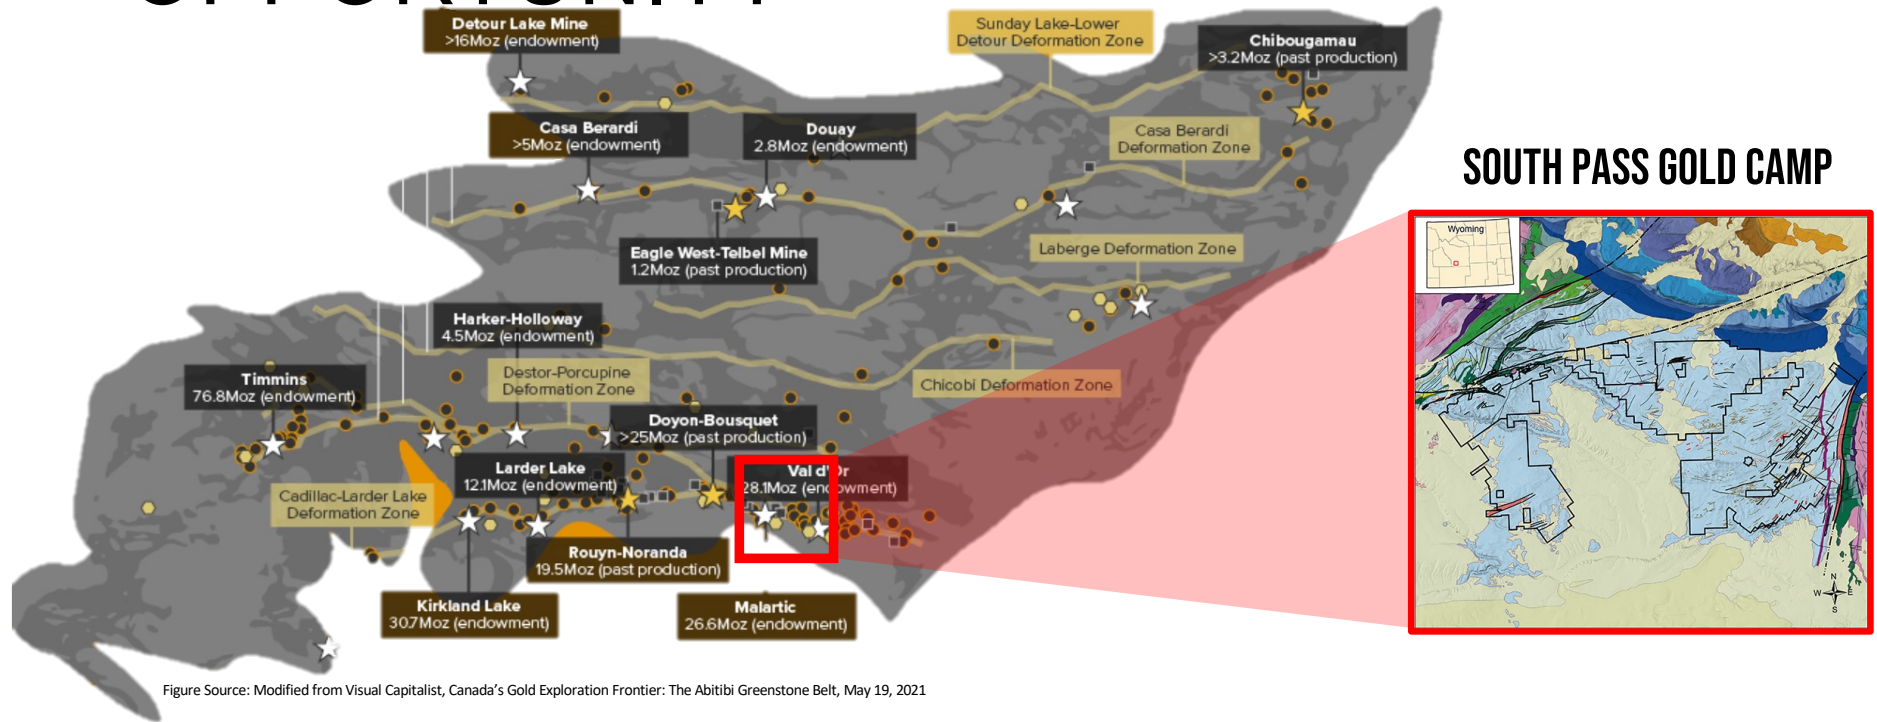 OPPORTUNITY
Detour Lake Mine
>16Moz (endowment)
Sunday Lake-Lower
Detour Deformation Zone
Chibougamau
>3.2Moz (past production)
Casa Berardi
>5Moz (endowment)
Douay
2.8Moz (endowment)
Casa Berardi
Deformation Zone
SOUTH PASS GOLD CAMP
Wyoming
Eagle West-Telbel Mine
1.2Moz (past production)
Laberge Deformation Zone
Harker-Holloway
4.5Moz (endowment)
Timmins
76.8Moz (endowment)
Destor-Porcupine
Deformation Zone
Chicobi Deformation Zone
Doyon-Bousquet
>25Moz (past production)
Larder Lake
12.1Moz (endowment)
Val d'Or
28.1Moz (endowment)
Cadillac-Larder Lake
Deformation Zone
Rouyn-Noranda
19.5Moz (past production)
Kirkland Lake
30.7Moz (endowment)
Malartic
26.6Moz (endowment)
N
W E
S
Figure Source: Modified from Visual Capitalist, Canada's Gold Exploration Frontier: The Abitibi Greenstone Belt, May 19, 2021